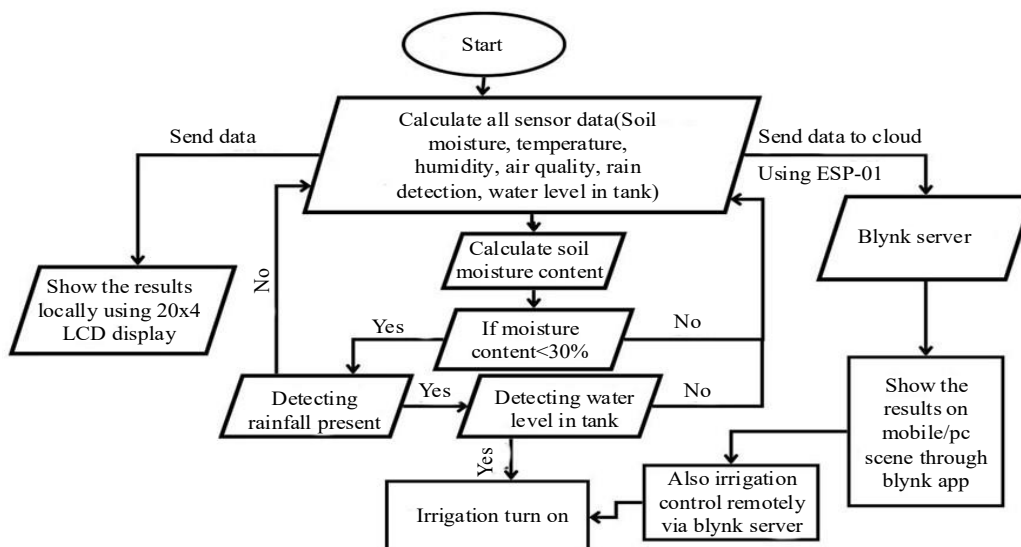 Start
Send data
Calculate all sensor data(Soil
moisture, temperature,
humidity, air quality, rain
detection, water level in tank)
Send data to cloud
Using ESP-01
Blynk server
Show the results
locally using 20x4
LCD display
No
Calculate soil
moisture content
Yes
If moisture
content<30%
No
Detecting
rainfall present
Yes
Detecting water
level in tank
No
Show the
results on
mobile/pc
scene through
blynk app
Yes
Irrigation turn on
Also irrigation
control remotely
via blynk server